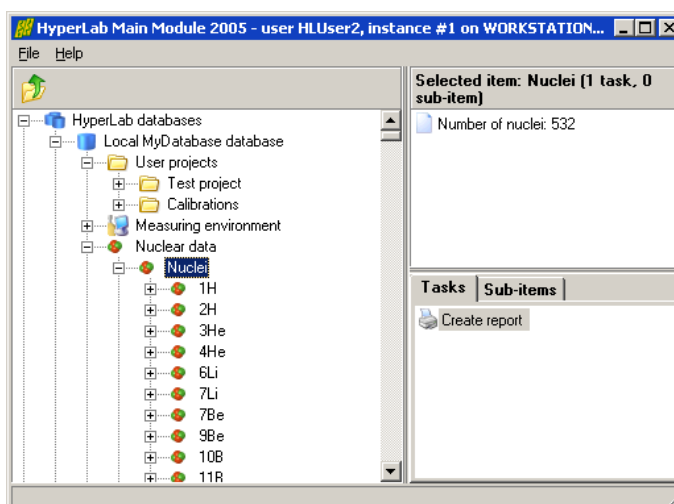 HyperLab Main Module 2005 - user HLUser2, instance #1 on WORKSTATION...
File Help
HyperLab databases
Local MyDatabase database
User projects
Test project
Calibrations
Measuring environment
Nuclear data
Nuclei
1H
2H
3He
4He
6Li
7Li
7Be
9Be
10B
11B
Selected item: Nuclei (1 task, 0
sub-item)
Number of nuclei: 532
Tasks Sub-items
Create report